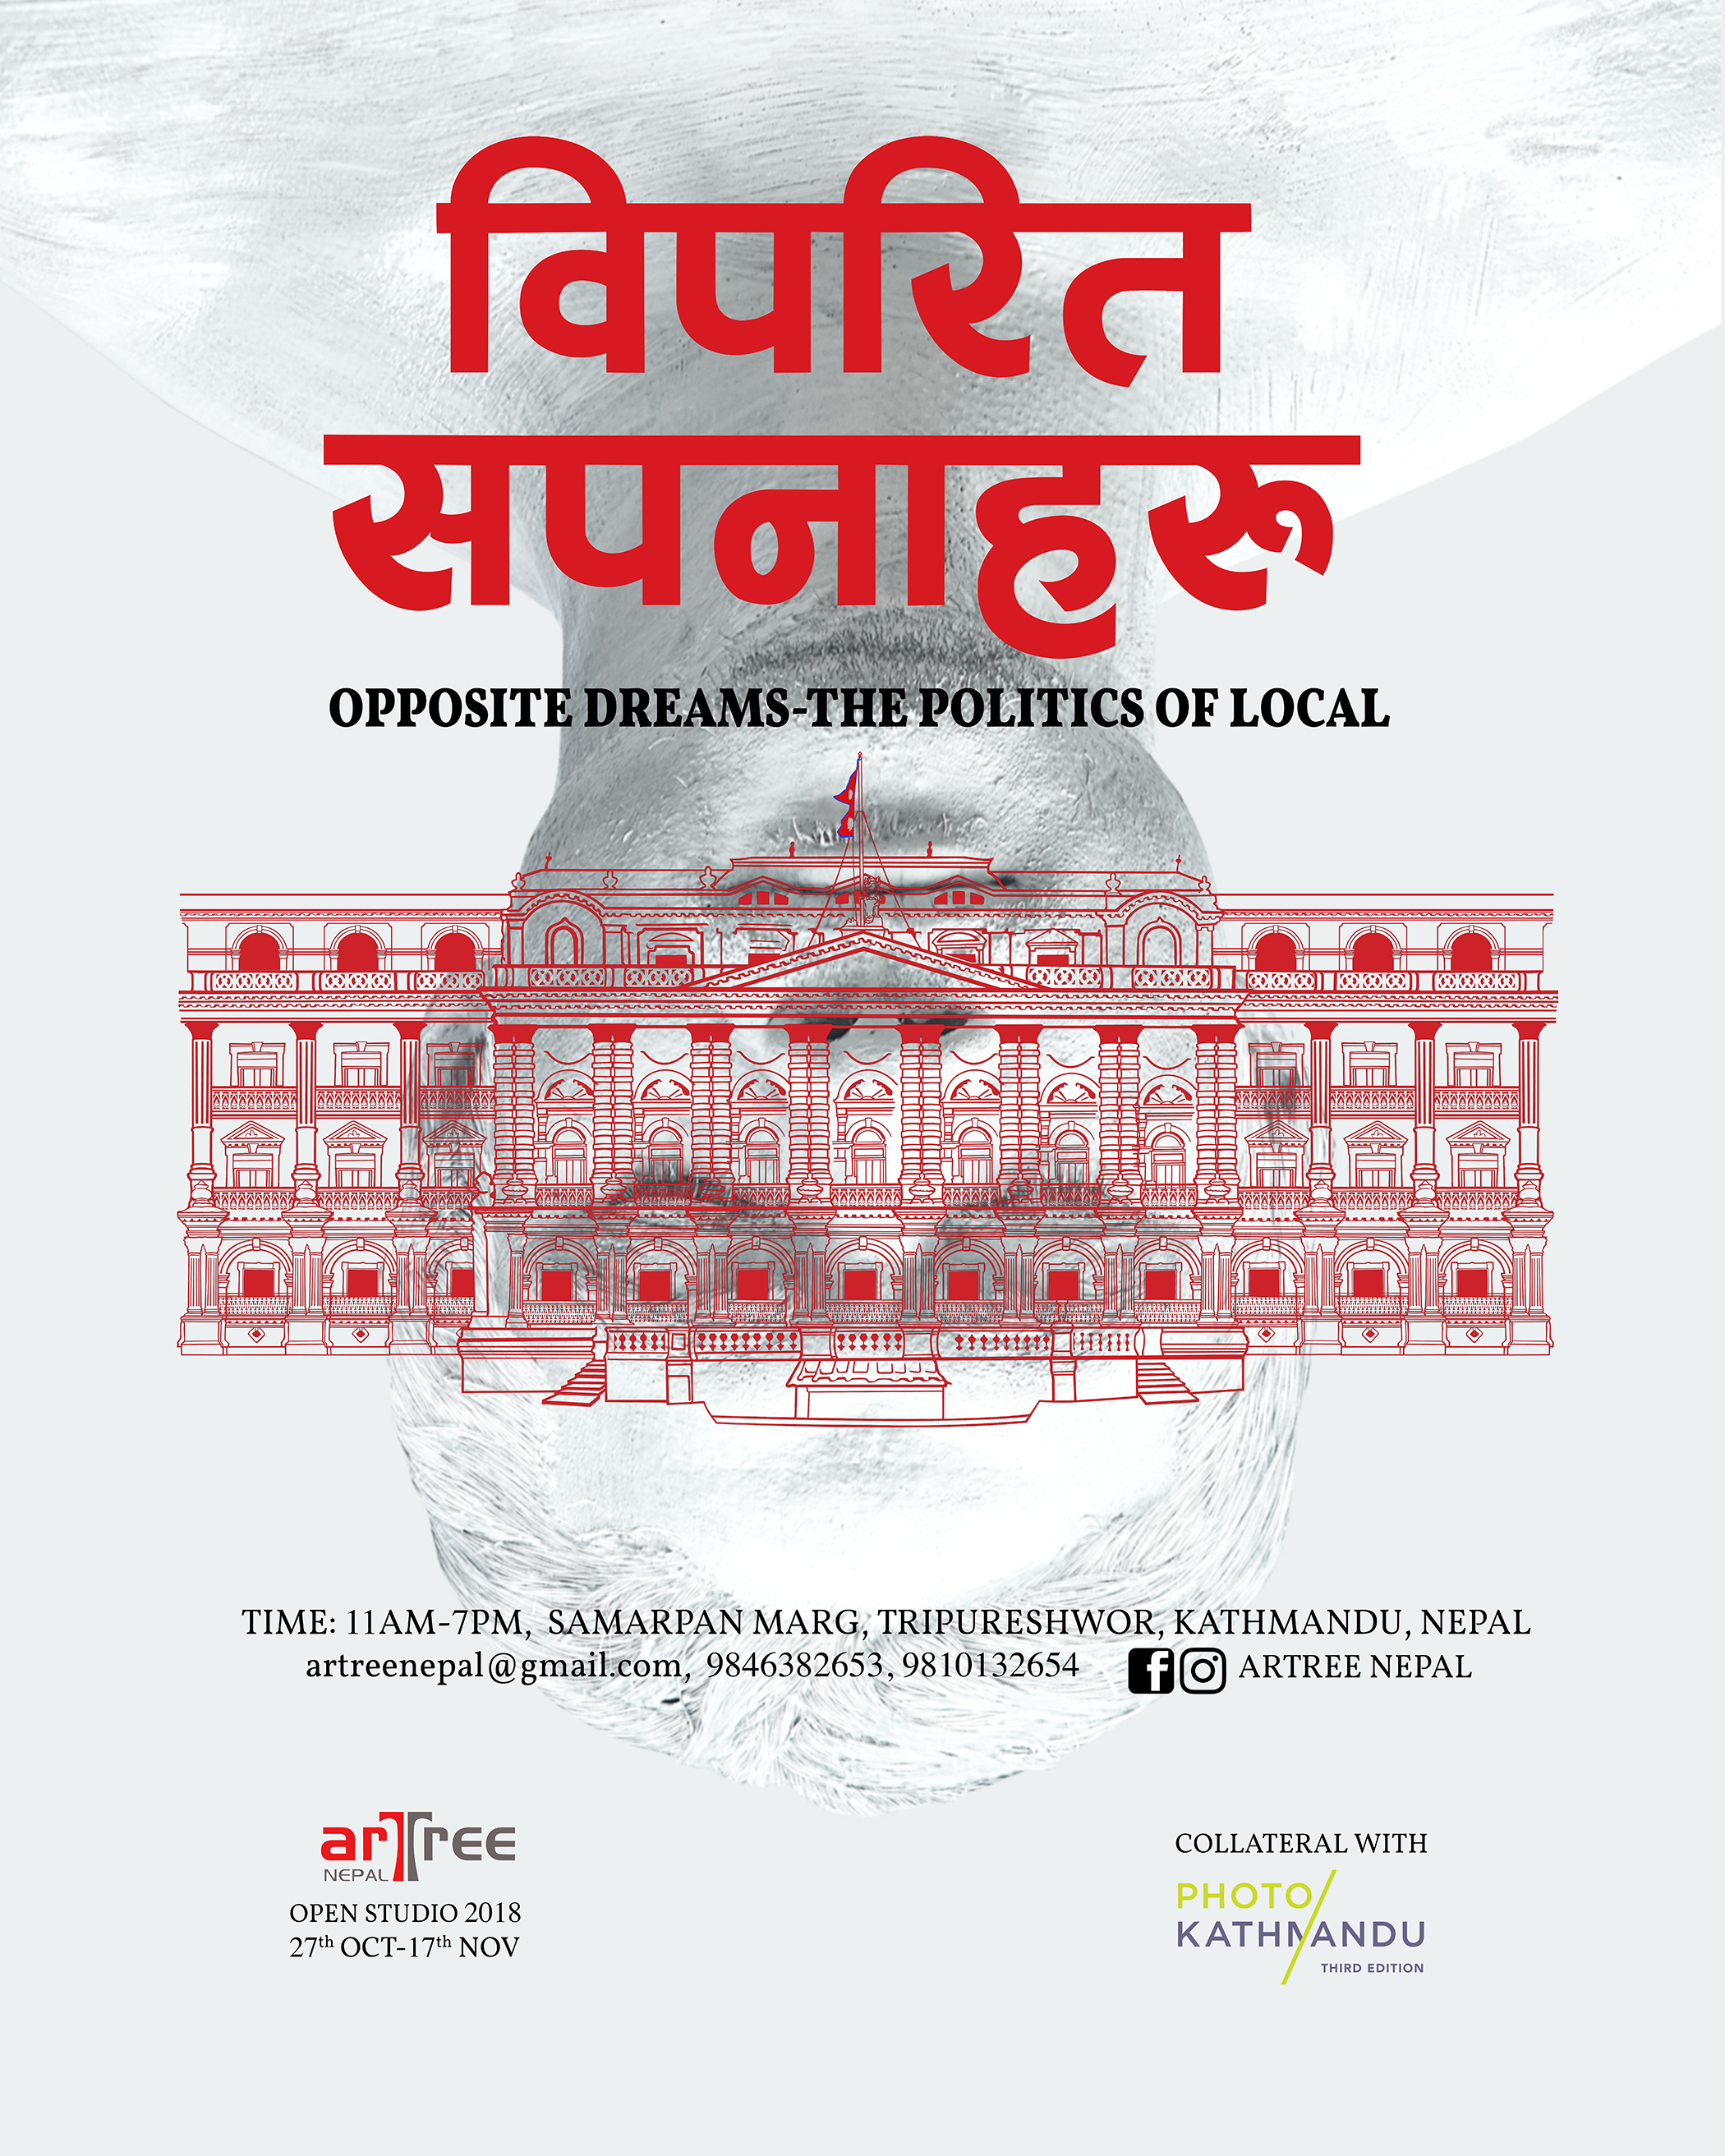 विपरित
सपनाहरु
OPPOSITE DREAMS-THE POLITICS OF LOCAL
TIME: 11AM-7PM, SAMARPAN MARG, TRIPURESHWOR, KATHMANDU, NEPAL
artreenepal@gmail.com, 9846382653, 9810132654 ARTREE NEPAL
arTree
NEPAL
OPEN STUDIO 2018
27th OCT-17th NOV
COLLATERAL WITH
PHOTO
KATHMANDU
THIRD EDITION